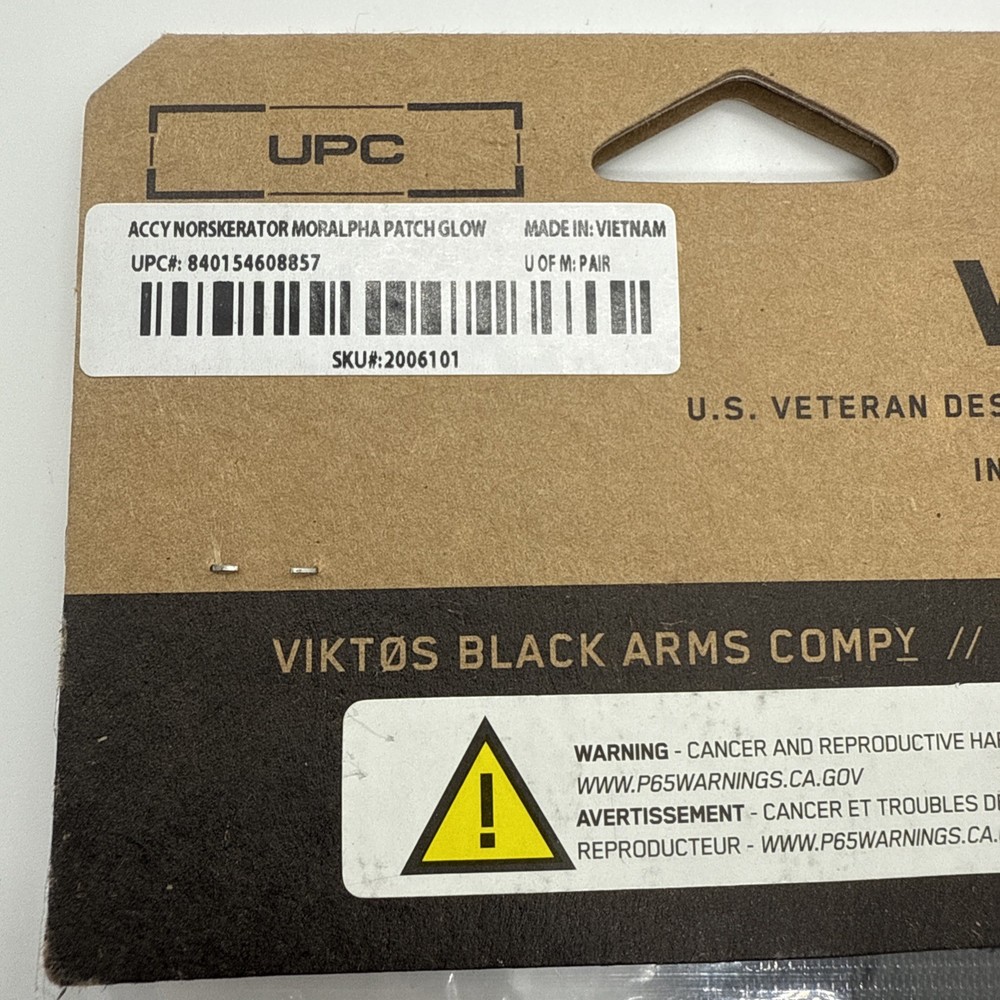 UPC
ACCY NORSKERATOR MORALPHA PATCH GLOW MADE IN: VIETNAM
UPC#: 840154608857 U OF M: PAIR
SKU#:2006101
V
U.S. VETERAN DES
IN
VIKTØS BLACK ARMS COMPY //
WARNING - CANCER AND REPRODUCTIVE HAR
WWW.P65WARNINGS.CA.GOV
AVERTISSEMENT - CANCER ET TROUBLES DE
REPRODUCTEUR - WWW.P65WARNINGS.CA.
!